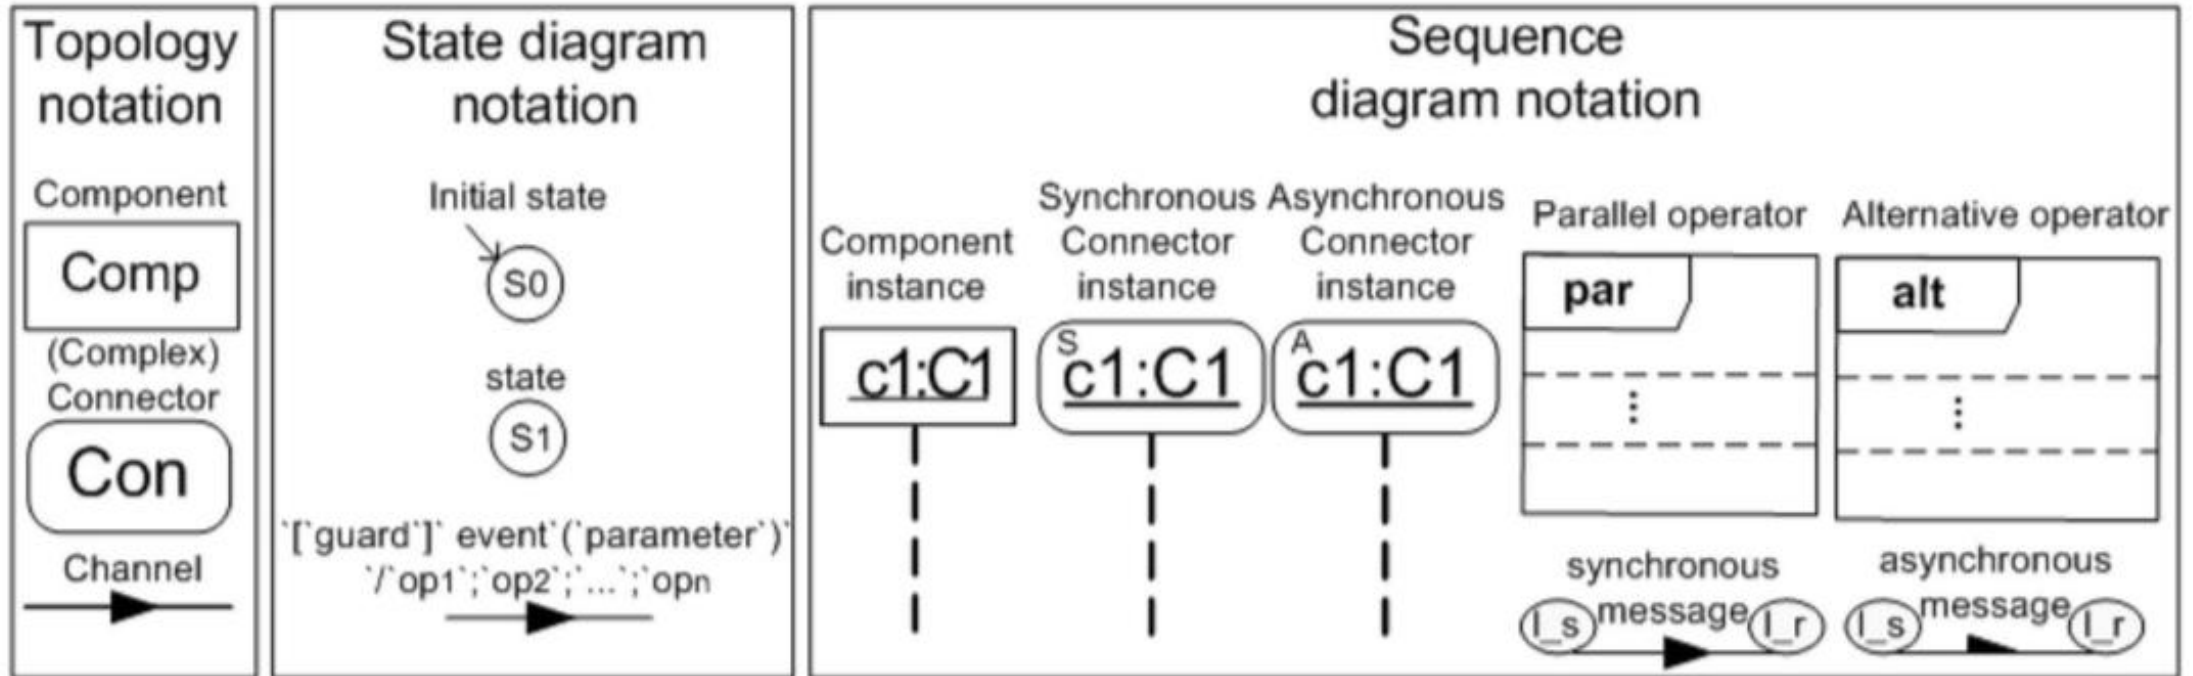 Topology
notation
Component
Comp
(Complex)
Connector
Con
Channel
State diagram
notation
Initial state
S0
state
S1
`[`guard`]` event`(`parameter`)`
`/`op1`;`op2`;`...`;`opn
Sequence
diagram notation
Component
instance
c1:C1
Synchronous
Connector
instance
S
c1:C1
Asynchronous
Connector
instance
A
c1:C1
Parallel operator
par
Alternative operator
alt
synchronous
message
l_s
l_r
asynchronous
message
l_s
l_r